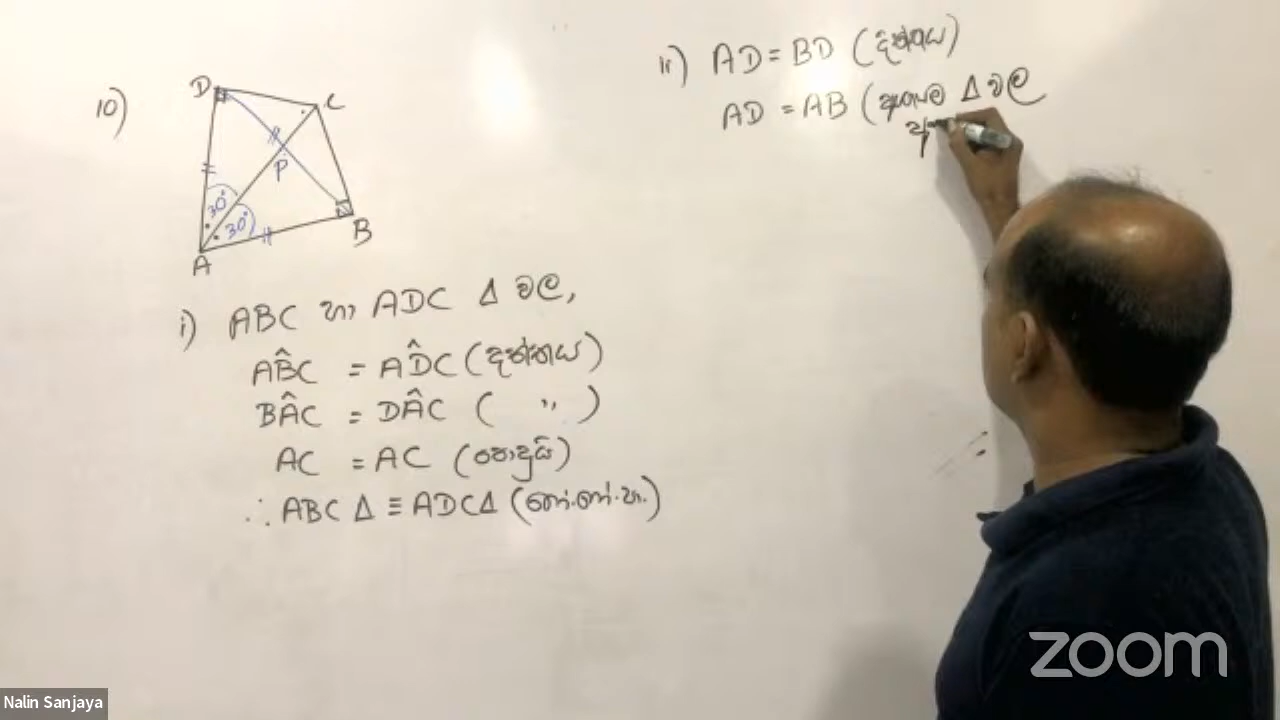 10)
D
C
P
30°
30°
B
A
i) ABC හා ADC Δ වල,
AB̂C = AD̂C (දත්තය)
BÂC = DÂC ( ,, )
AC = AC (පොදුයි)
∴ ABC Δ ≡ ADC Δ (කෝ.කෝ.පා.)
ii) AD = BD (දත්තය)
AD = AB (අංගසම Δ වල
zoom
Nalin Sanjaya